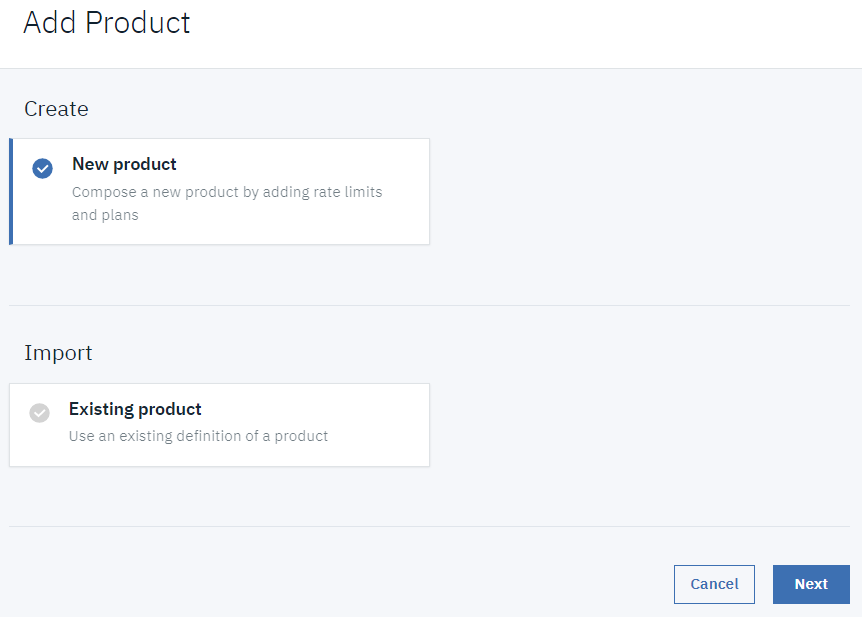 Add Product
Create
New product
Compose a new product by adding rate limits
and plans
Import
Existing product
Use an existing definition of a product
Cancel
Next